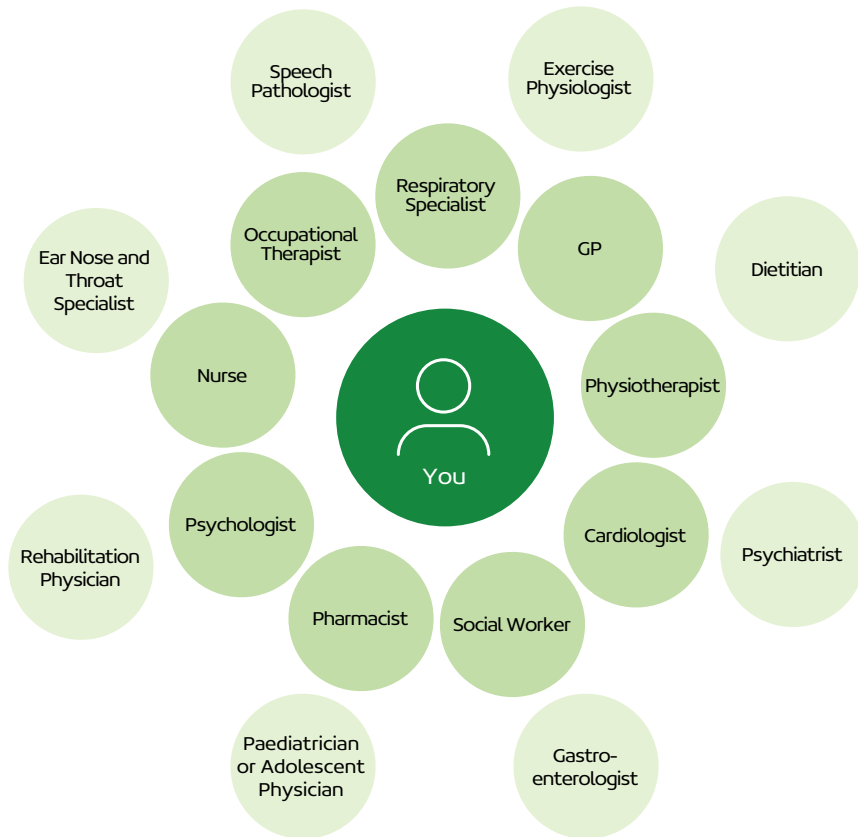 Speech
Pathologist
Exercise
Physiologist
Respiratory
Specialist
Occupational
Therapist
GP
Ear Nose and
Throat
Specialist
Dietitian
Nurse
Physiotherapist
You
Psychologist
Cardiologist
Rehabilitation
Physician
Psychiatrist
Pharmacist
Social Worker
Paediatrician
or Adolescent
Physician
Gastro-
enterologist